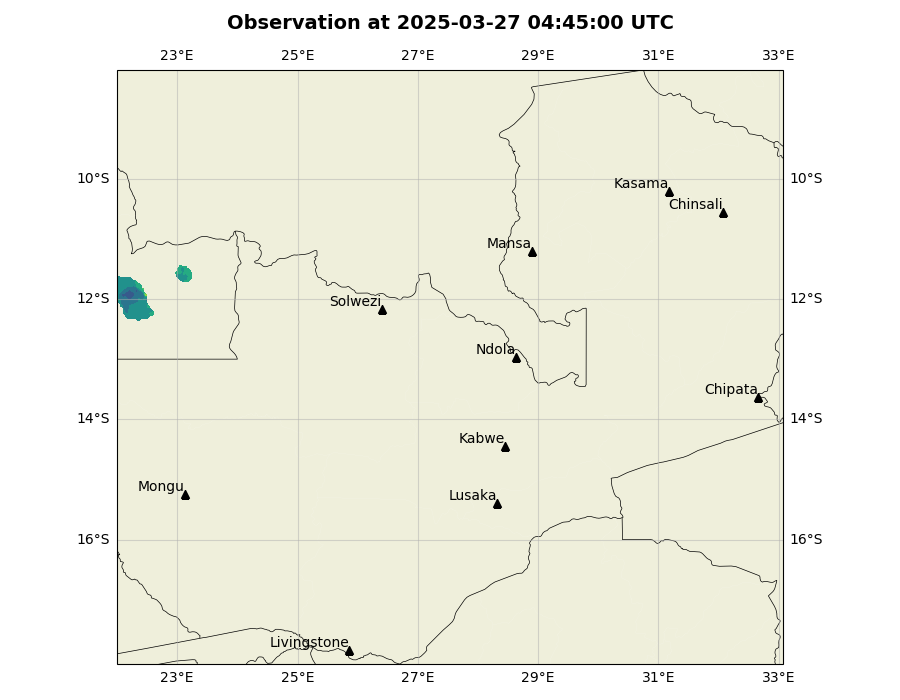 Observation at 2025-03-27 04:45:00 UTC
23°E 25°E 27°E 29°E 31°E 33°E
10°S 10°S
Kasama
Chinsali
Mansa
12°S 12°S
Solwezi
Ndola
Chipata
14°S 14°S
Kabwe
Mongu
Lusaka
16°S 16°S
Livingstone
23°E 25°E 27°E 29°E 31°E 33°E